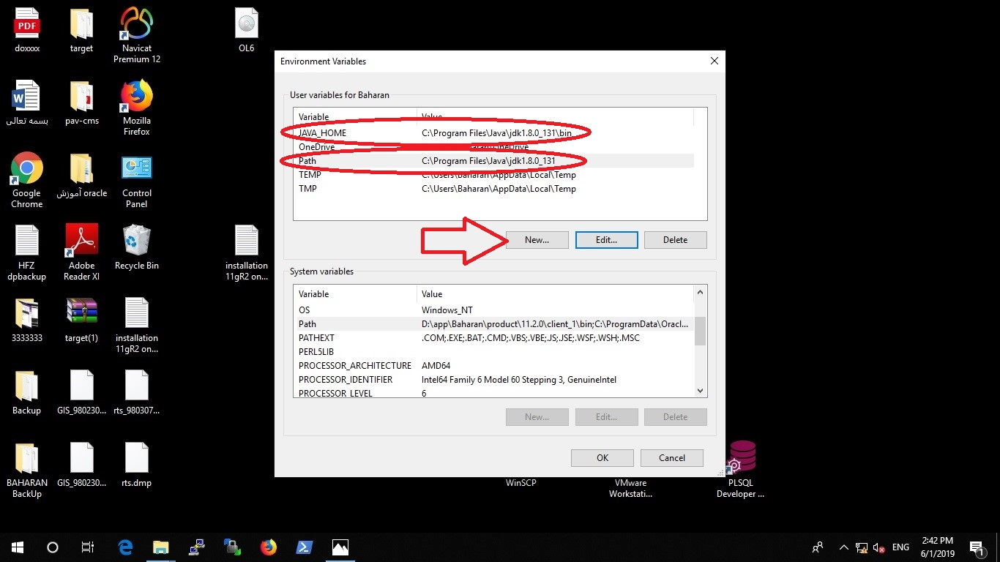 doxxxx
target
Navicat
Premium 12
OL6
بسمه تعالی
pav-cms
Mozilla
Firefox
Google
Chrome
آموزش oracle
Control
Panel
HFZ
dpbackup
Adobe
Reader XI
Recycle Bin
installation
11gR2 on...
3333333
target(1)
installation
11gR2 on...
Backup
GIS_980230...
rts_980307...
BAHARAN
BackUp
GIS_980230...
rts.dmp
PDF
W
Environment Variables
User variables for Baharan
Variable Value
JAVA_HOME C:\Program Files\Java\jdk1.8.0_131\bin
OneDrive
Path C:\Program Files\Java\jdk1.8.0_131
TEMP C:\Users\Baharan\AppData\Local\Temp
TMP C:\Users\Baharan\AppData\Local\Temp
New... Edit... Delete
System variables
Variable Value
OS Windows_NT
Path D:\app\Baharan\product\11.2.0\client_1\bin;C:\ProgramData\Oracl...
PATHEXT .COM;.EXE;.BAT;.CMD;.VBS;.VBE;.JS;.JSE;.WSF;.WSH;.MSC
PERL5LIB
PROCESSOR_ARCHITECTURE AMD64
PROCESSOR_IDENTIFIER Intel64 Family 6 Model 60 Stepping 3, GenuineIntel
PROCESSOR_LEVEL 6
New... Edit... Delete
OK Cancel
WinSCP
VMware
Workstati...
PLSQL
Developer ...
ENG
2:42 PM
6/1/2019
1